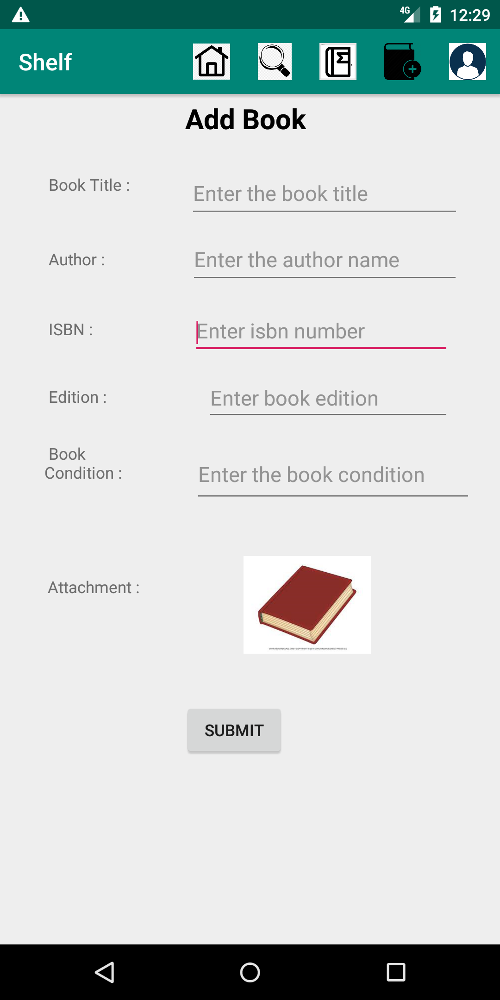 4G 12:29
Shelf
Add Book
Book Title :
Enter the book title
Author :
Enter the author name
ISBN :
Enter isbn number
Edition :
Enter book edition
Book
Condition :
Enter the book condition
Attachment :
SUBMIT